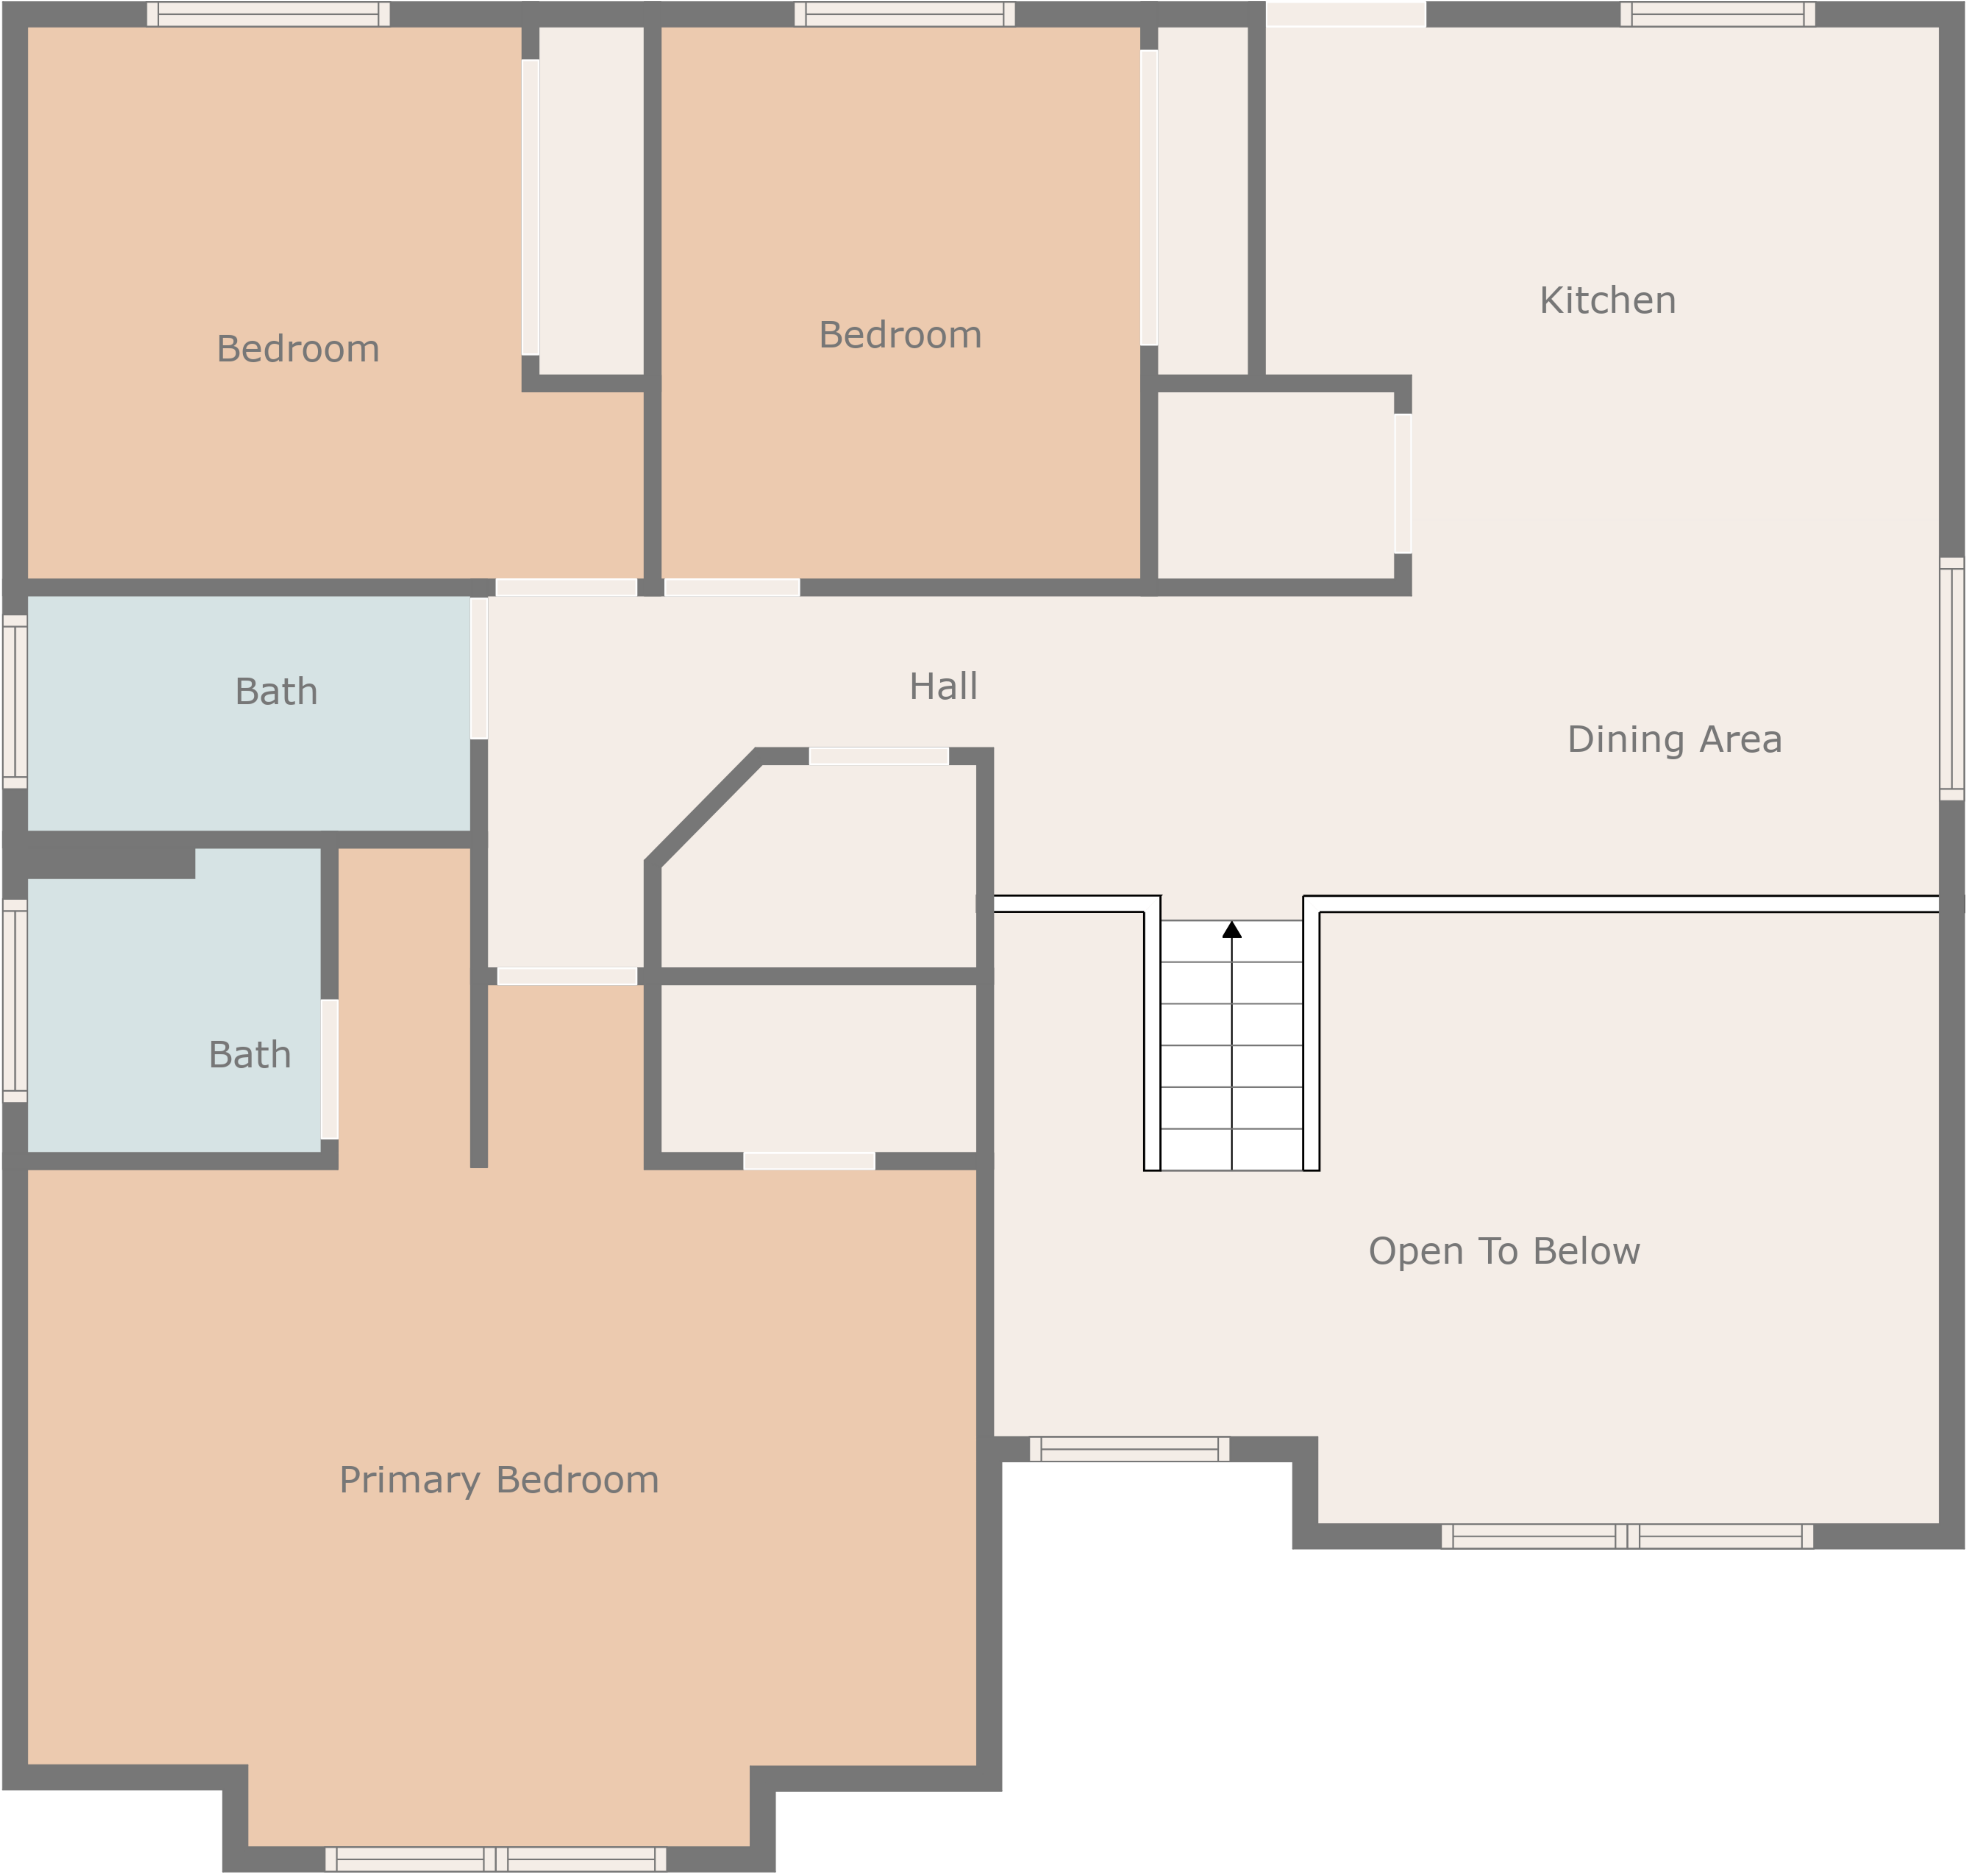 Kitchen
Bedroom
Bedroom
Hall
Bath
Dining Area
Bath
Open To Below
Primary Bedroom